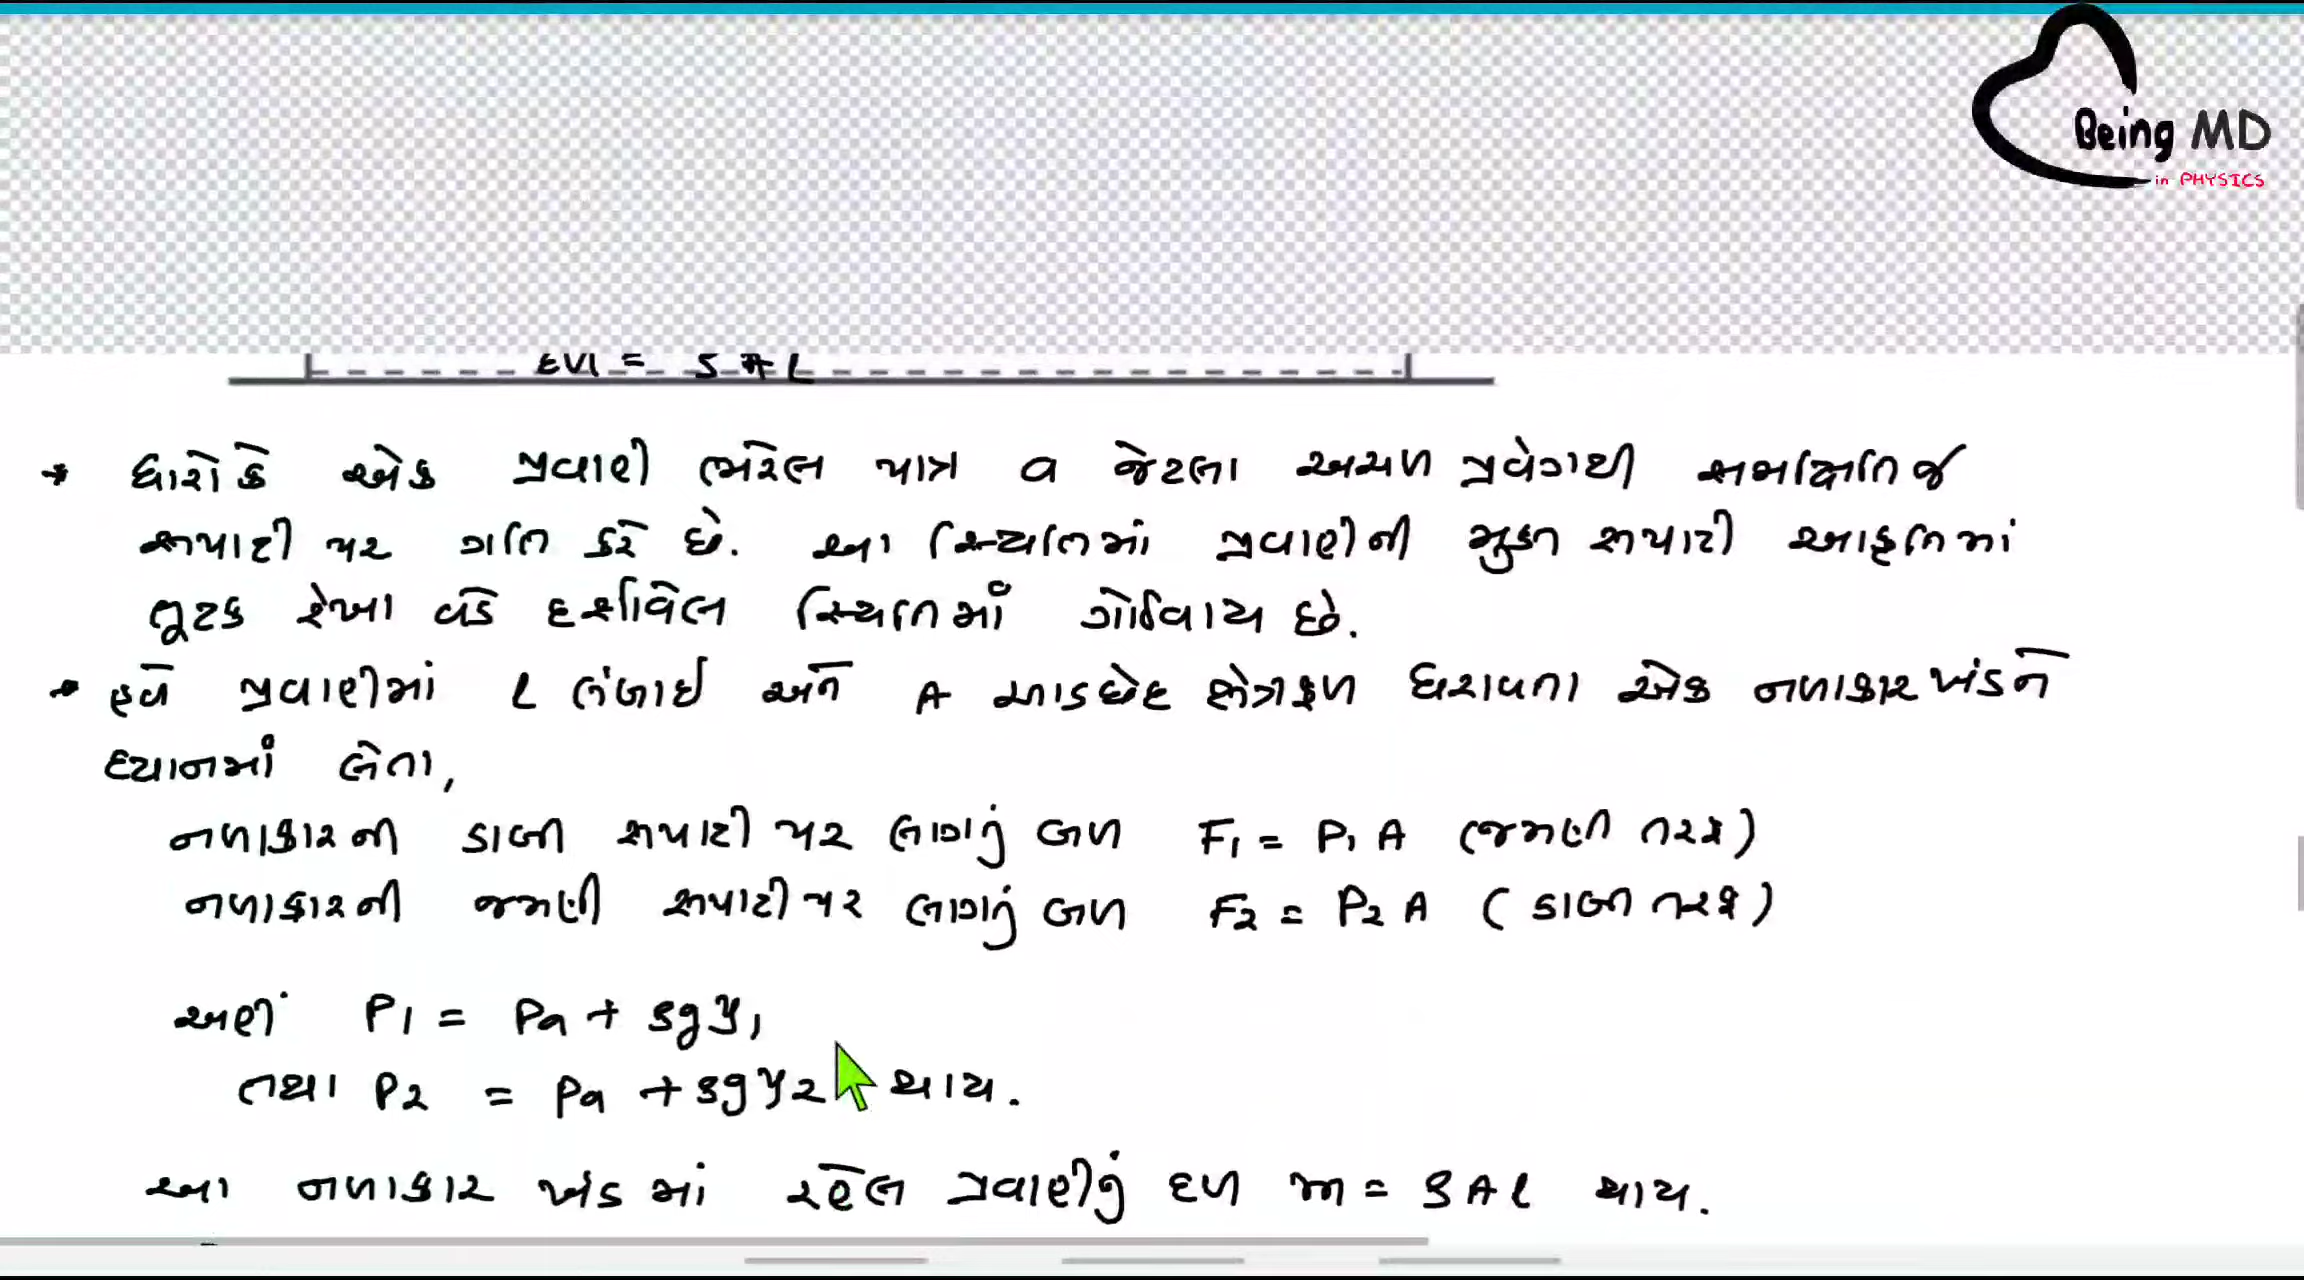 Being MD
in PHYSICS
દળ = ρAl
* ધારો કે એક પ્રવાહી ભરેલ પાત્ર a જેટલા અચળ પ્રવેગથી સમક્ષિતિજ
સપાટી પર ગતિ કરે છે. આ સ્થિતિમાં પ્રવાહીની મુક્ત સપાટી આકૃતિમાં
તૂટક રેખા વડે દર્શાવેલ સ્થિતિમાં ગોઠવાય છે.
* હવે પ્રવાહીમાં l લંબાઈ અને A આડછેદ ક્ષેત્રફળ ધરાવતા એક નળાકાર ખંડને
ધ્યાનમાં લેતા,
નળાકારની ડાબી સપાટી પર લાગતું બળ F1 = P1 A (જમણી તરફ)
નળાકારની જમણી સપાટી પર લાગતું બળ F2 = P2 A (ડાબી તરફ)
અહીં P1 = Pa + ρgy1
તથા P2 = Pa + ρgy2 થાય.
આ નળાકાર ખંડમાં રહેલ પ્રવાહીનું દળ m = ρAl થાય.